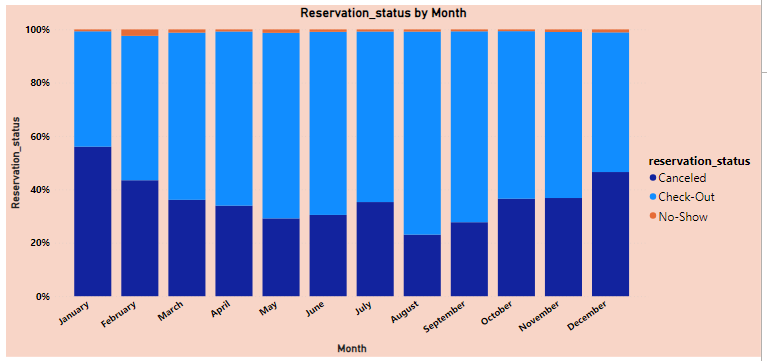 Reservation_status by Month
Reservation_status
100%
80%
60%
40%
20%
0%
January
February
March
April
May
June
July
August
September
October
November
December
Month
reservation_status
Canceled
Check-Out
No-Show